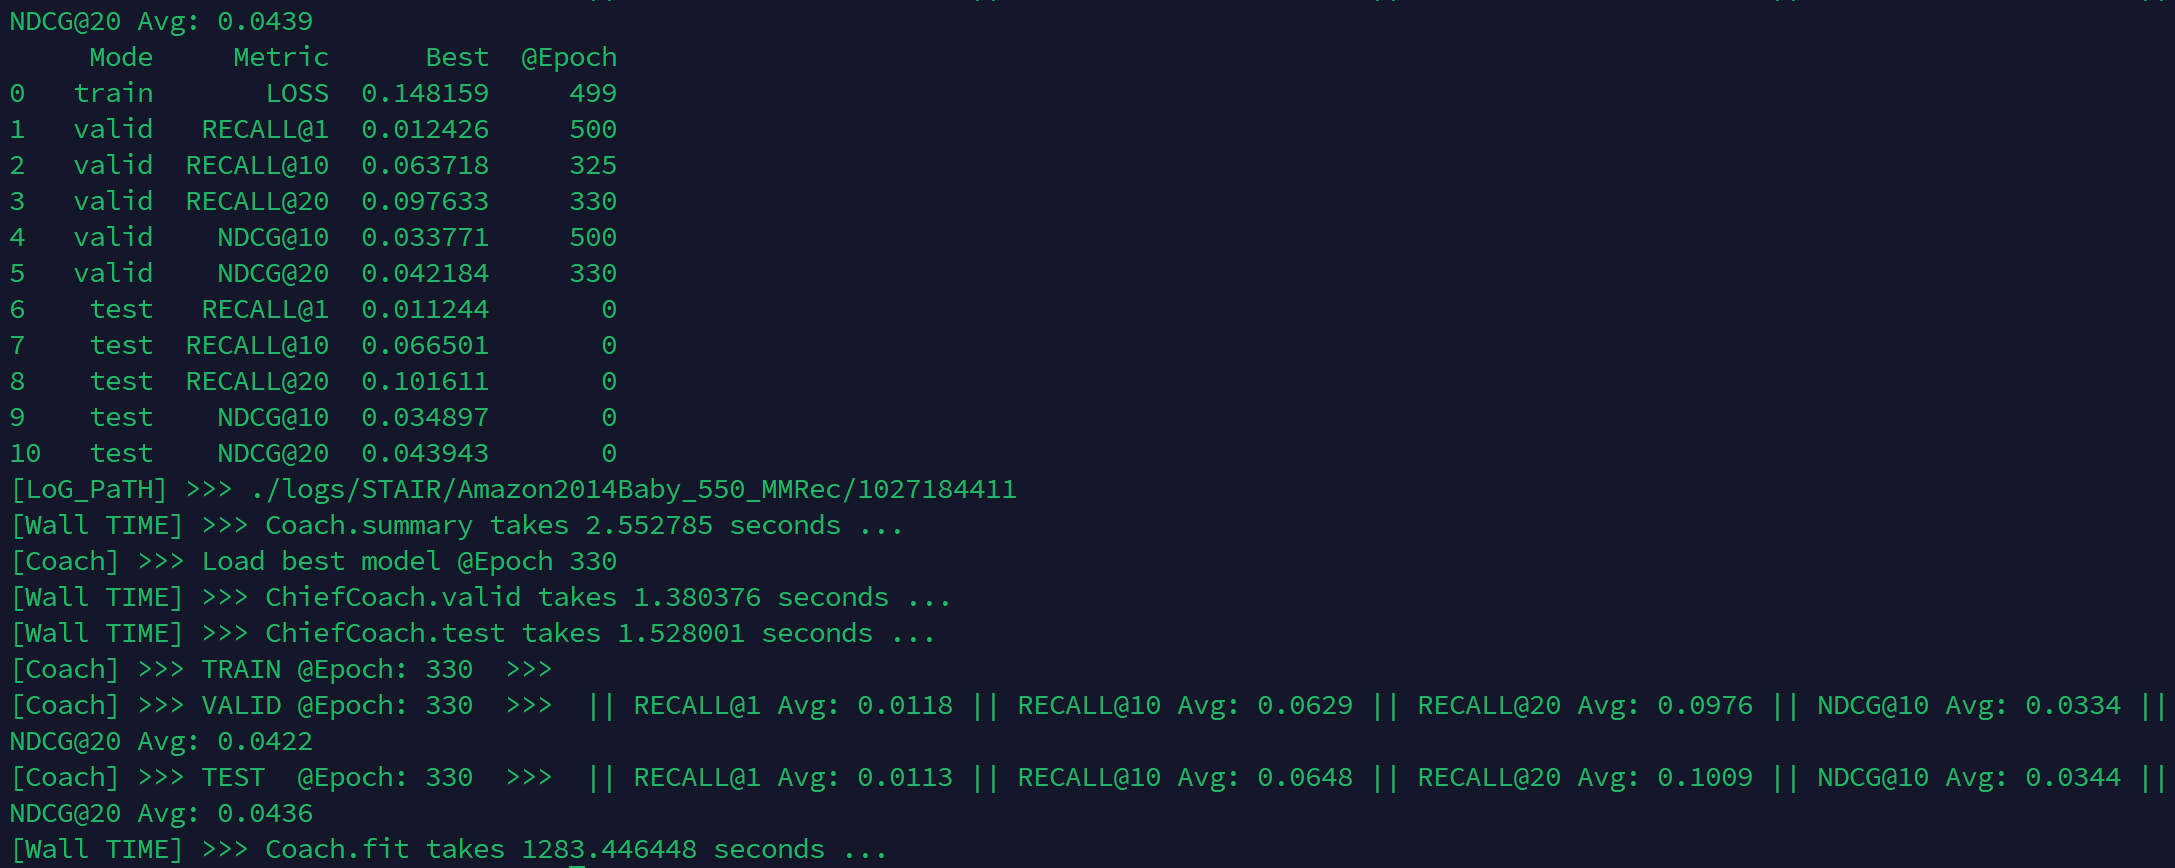 NDCG@20 Avg: 0.0439
Mode Metric Best @Epoch
0 train LOSS 0.148159 499
1 valid RECALL@1 0.012426 500
2 valid RECALL@10 0.063718 325
3 valid RECALL@20 0.097633 330
4 valid NDCG@10 0.033771 500
5 valid NDCG@20 0.042184 330
6 test RECALL@1 0.011244 0
7 test RECALL@10 0.066501 0
8 test RECALL@20 0.101611 0
9 test NDCG@10 0.034897 0
10 test NDCG@20 0.043943 0
[LoG_PaTH] >>> ./logs/STAIR/Amazon2014Baby_550_MMRec/1027184411
[Wall TIME] >>> Coach.summary takes 2.552785 seconds ...
[Coach] >>> Load best model @Epoch 330
[Wall TIME] >>> ChiefCoach.valid takes 1.380376 seconds ...
[Wall TIME] >>> ChiefCoach.test takes 1.528001 seconds ...
[Coach] >>> TRAIN @Epoch: 330 >>>
[Coach] >>> VALID @Epoch: 330 >>> || RECALL@1 Avg: 0.0118 || RECALL@10 Avg: 0.0629 || RECALL@20 Avg: 0.0976 || NDCG@10 Avg: 0.0334 ||
NDCG@20 Avg: 0.0422
[Coach] >>> TEST @Epoch: 330 >>> || RECALL@1 Avg: 0.0113 || RECALL@10 Avg: 0.0648 || RECALL@20 Avg: 0.1009 || NDCG@10 Avg: 0.0344 ||
NDCG@20 Avg: 0.0436
[Wall TIME] >>> Coach.fit takes 1283.446448 seconds ...